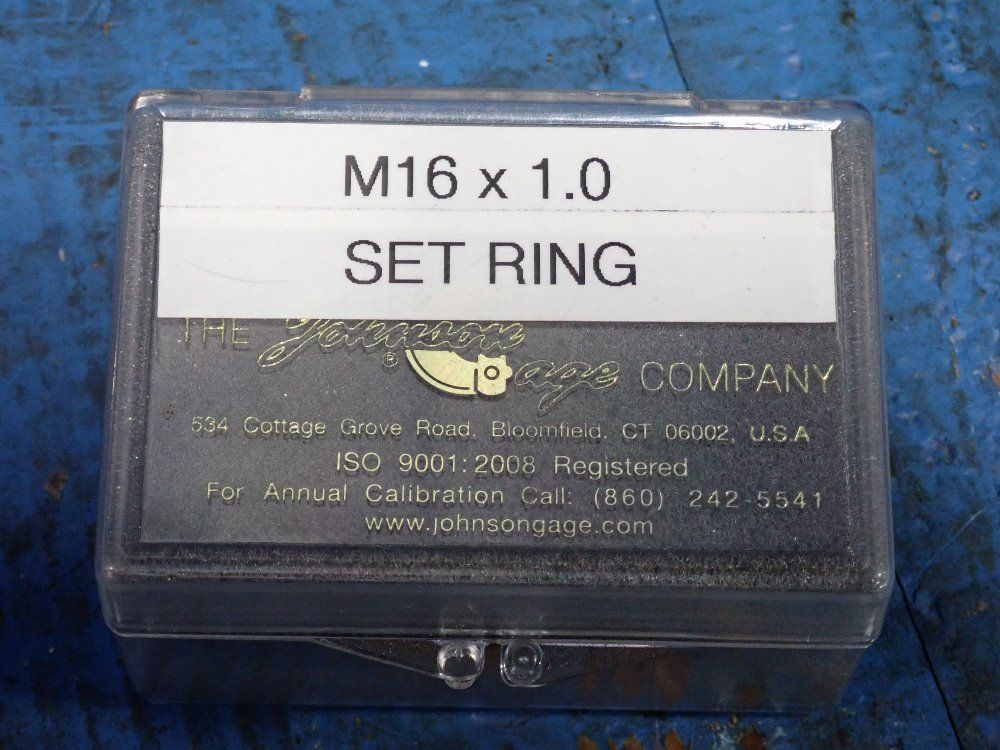 M16 x 1.0
SET RING
THE Johnson Gage COMPANY
®
534 Cottage Grove Road, Bloomfield, CT 06002, U.S.A
ISO 9001:2008 Registered
For Annual Calibration Call: (860) 242-5541
www.johnsongage.com